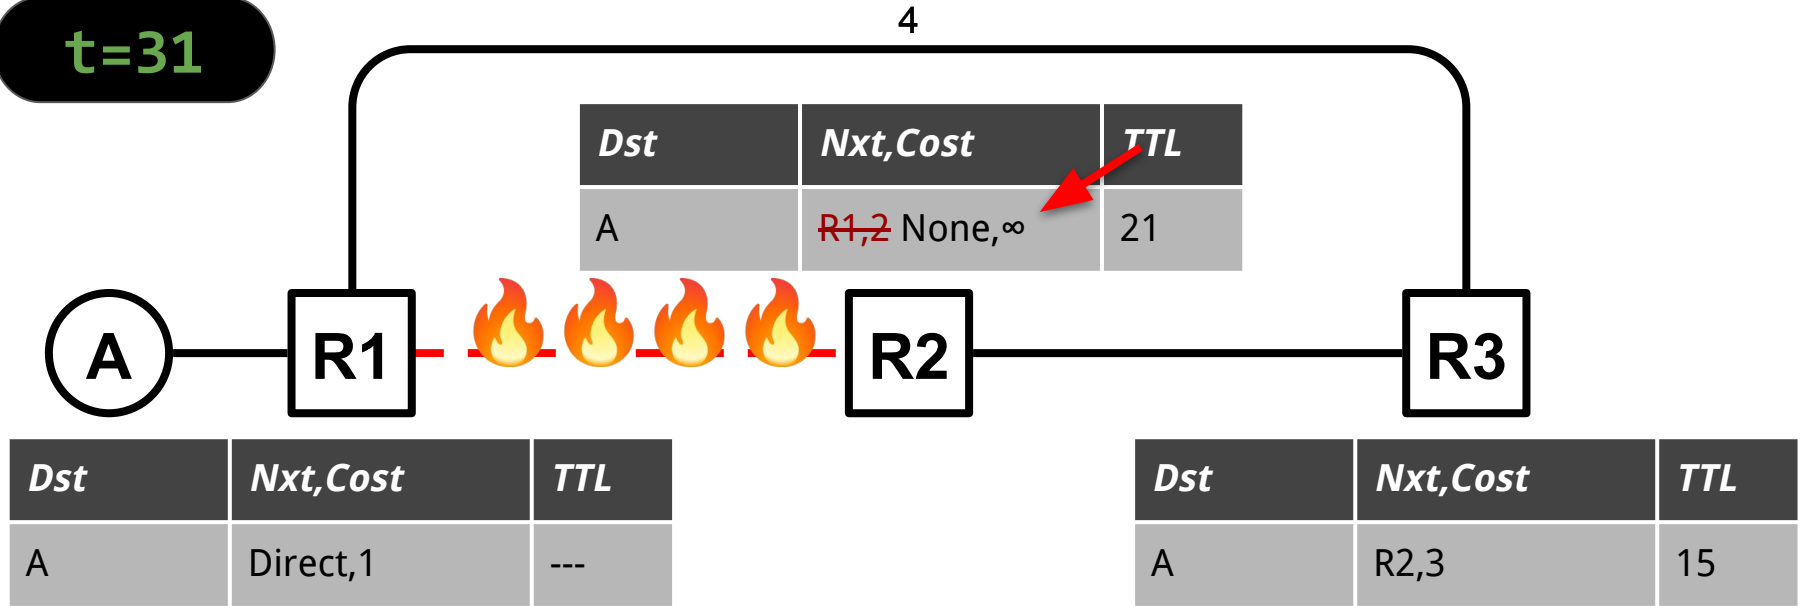 t=31
4
Dst Nxt,Cost TTL
A R1,2 None,∞ 21
A R1 R2 R3
Dst Nxt,Cost TTL
A Direct,1 ---
Dst Nxt,Cost TTL
A R2,3 15